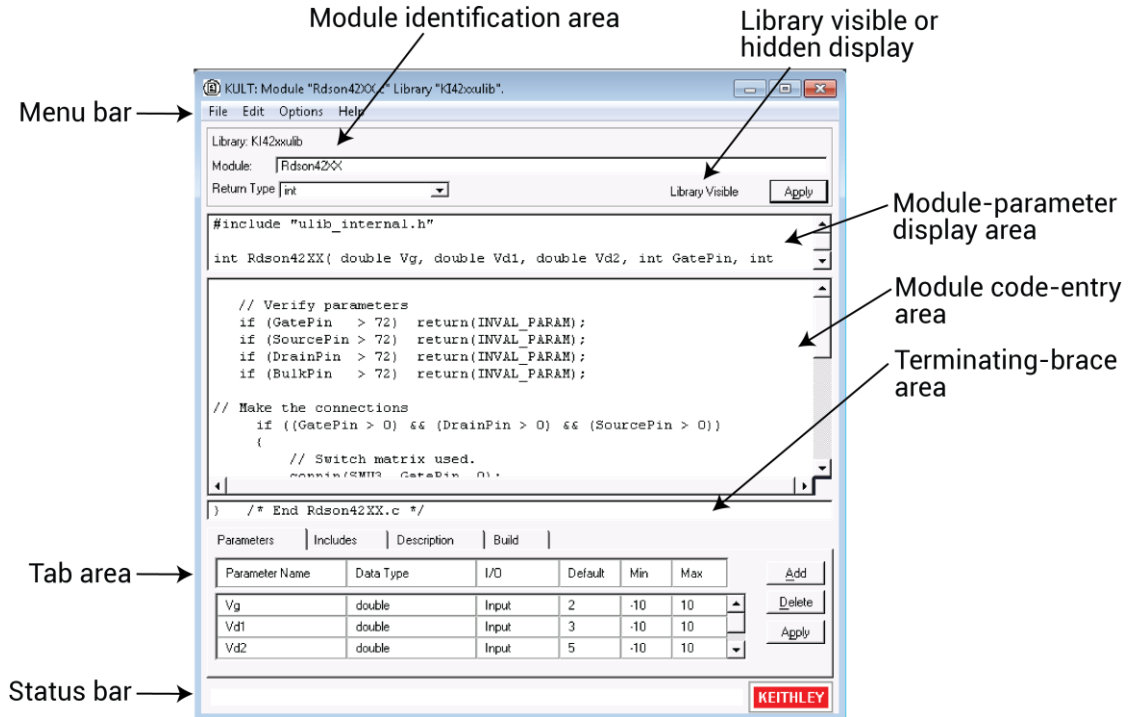 Module identification area
Library visible or
hidden display
Menu bar
KULT: Module "Rdson42XX.c" Library "KI42xxulib".
File Edit Options Help
Library: KI42xxulib
Module: Rdson42XX
Return Type int
Library Visible Apply
#include "ulib_internal.h"
int Rdson42XX( double Vg, double Vd1, double Vd2, int GatePin, int
Module-parameter
display area
// Verify parameters
if (GatePin > 72) return(INVAL_PARAM);
if (SourcePin > 72) return(INVAL_PARAM);
if (DrainPin > 72) return(INVAL_PARAM);
if (BulkPin > 72) return(INVAL_PARAM);
// Make the connections
if ((GatePin > 0) && (DrainPin > 0) && (SourcePin > 0))
{
// Switch matrix used.
conpin(SMU3, GatePin, 0);
Module code-entry
area
Terminating-brace
area
} /* End Rdson42XX.c */
Parameters Includes Description Build
Tab area
Parameter Name Data Type I/O Default Min Max
Vg double Input 2 -10 10
Vd1 double Input 3 -10 10
Vd2 double Input 5 -10 10
Add
Delete
Apply
Status bar
KEITHLEY